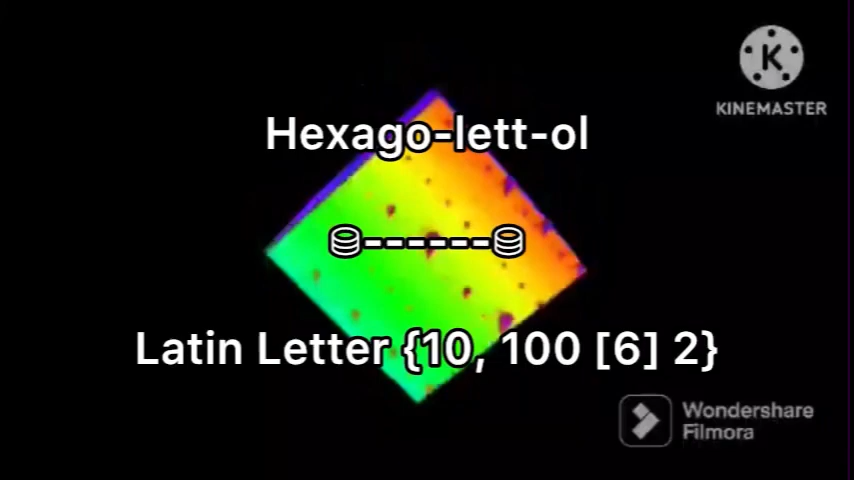 Hexago-lett-ol
⛃------⛃
Latin Letter {10, 100 [6] 2}
KINEMASTER
Wondershare
Filmora